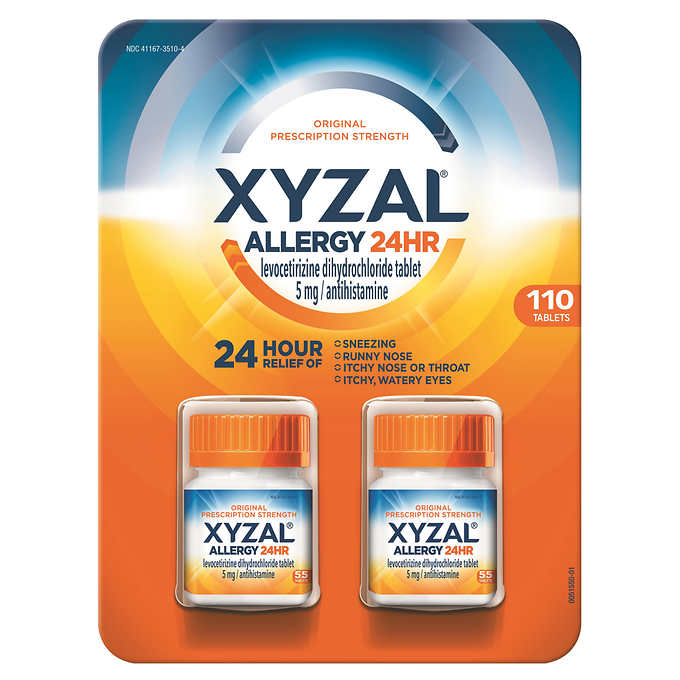 NDC 41167-3510-4
ORIGINAL
PRESCRIPTION STRENGTH
XYZAL®
ALLERGY 24HR
levocetirizine dihydrochloride tablet
5 mg / antihistamine
110
TABLETS
24 HOUR
RELIEF OF
SNEEZING
RUNNY NOSE
ITCHY NOSE OR THROAT
ITCHY, WATERY EYES
ORIGINAL
PRESCRIPTION STRENGTH
XYZAL®
ALLERGY 24HR
levocetirizine dihydrochloride tablet
5 mg / antihistamine
55
TABLETS
ORIGINAL
PRESCRIPTION STRENGTH
XYZAL®
ALLERGY 24HR
levocetirizine dihydrochloride tablet
5 mg / antihistamine
55
TABLETS